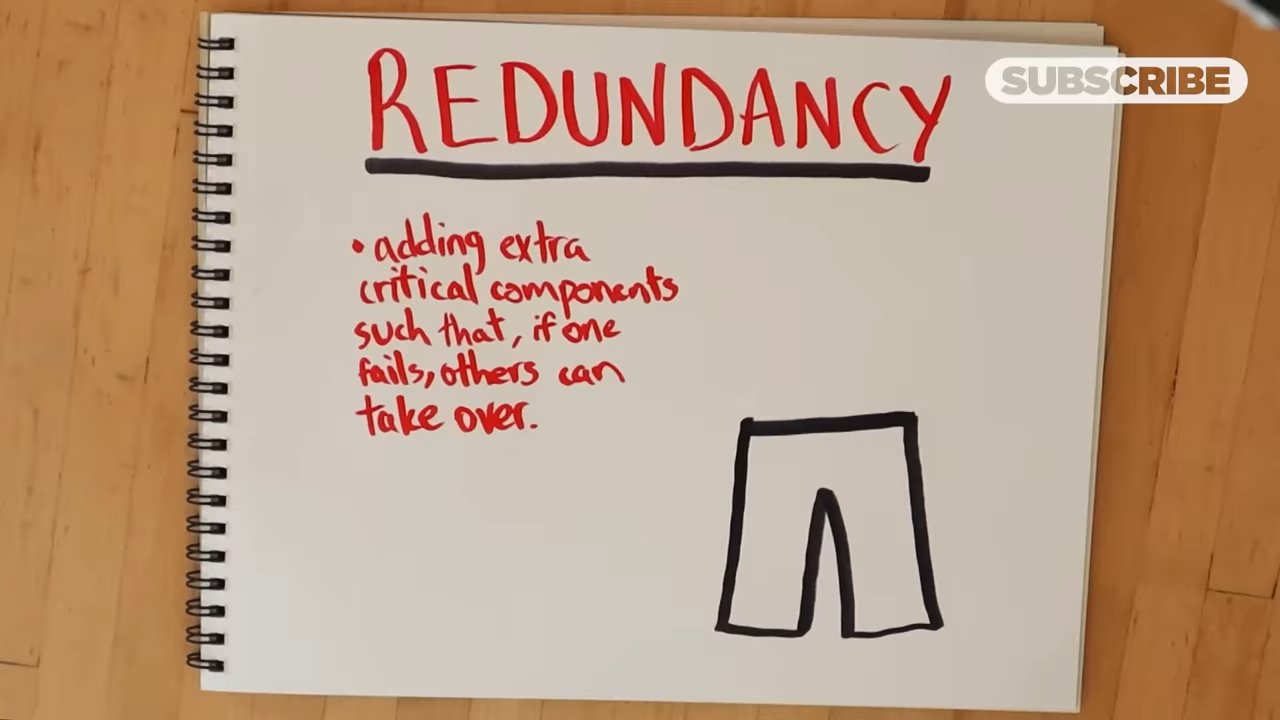 REDUNDANCY
SUBSCRIBE
• adding extra
critical components
such that, if one
fails, others can
take over.